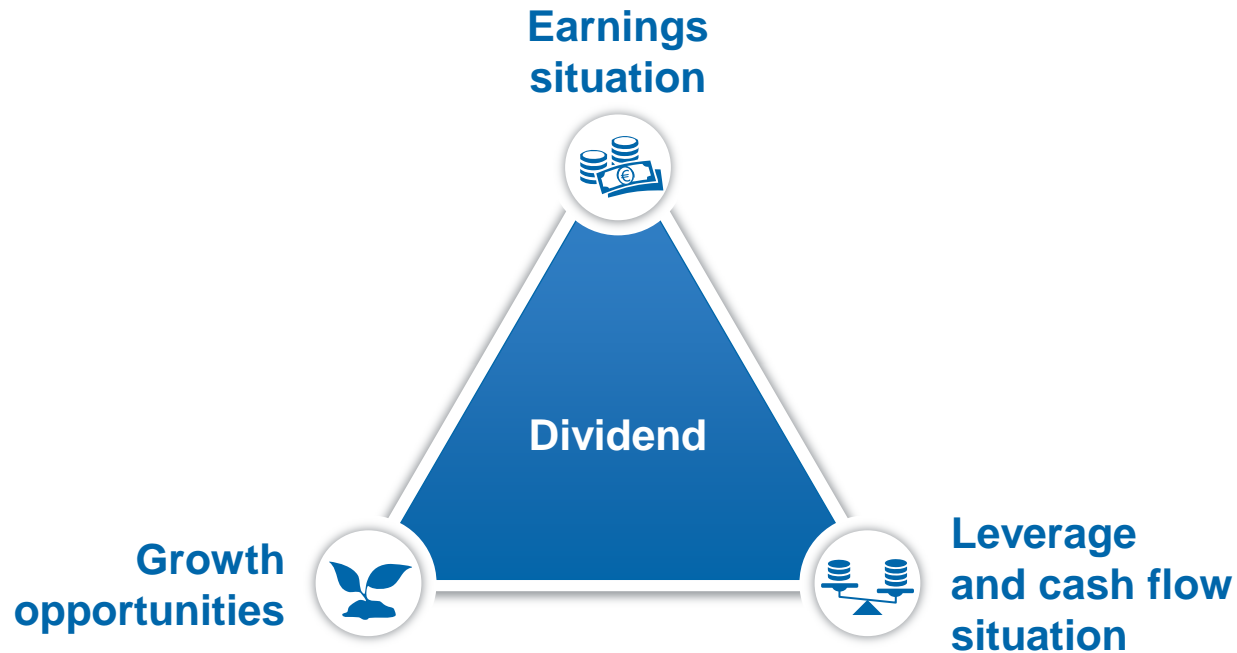 Earnings
situation
€
Dividend
Growth
opportunities
Leverage
and cash flow
situation